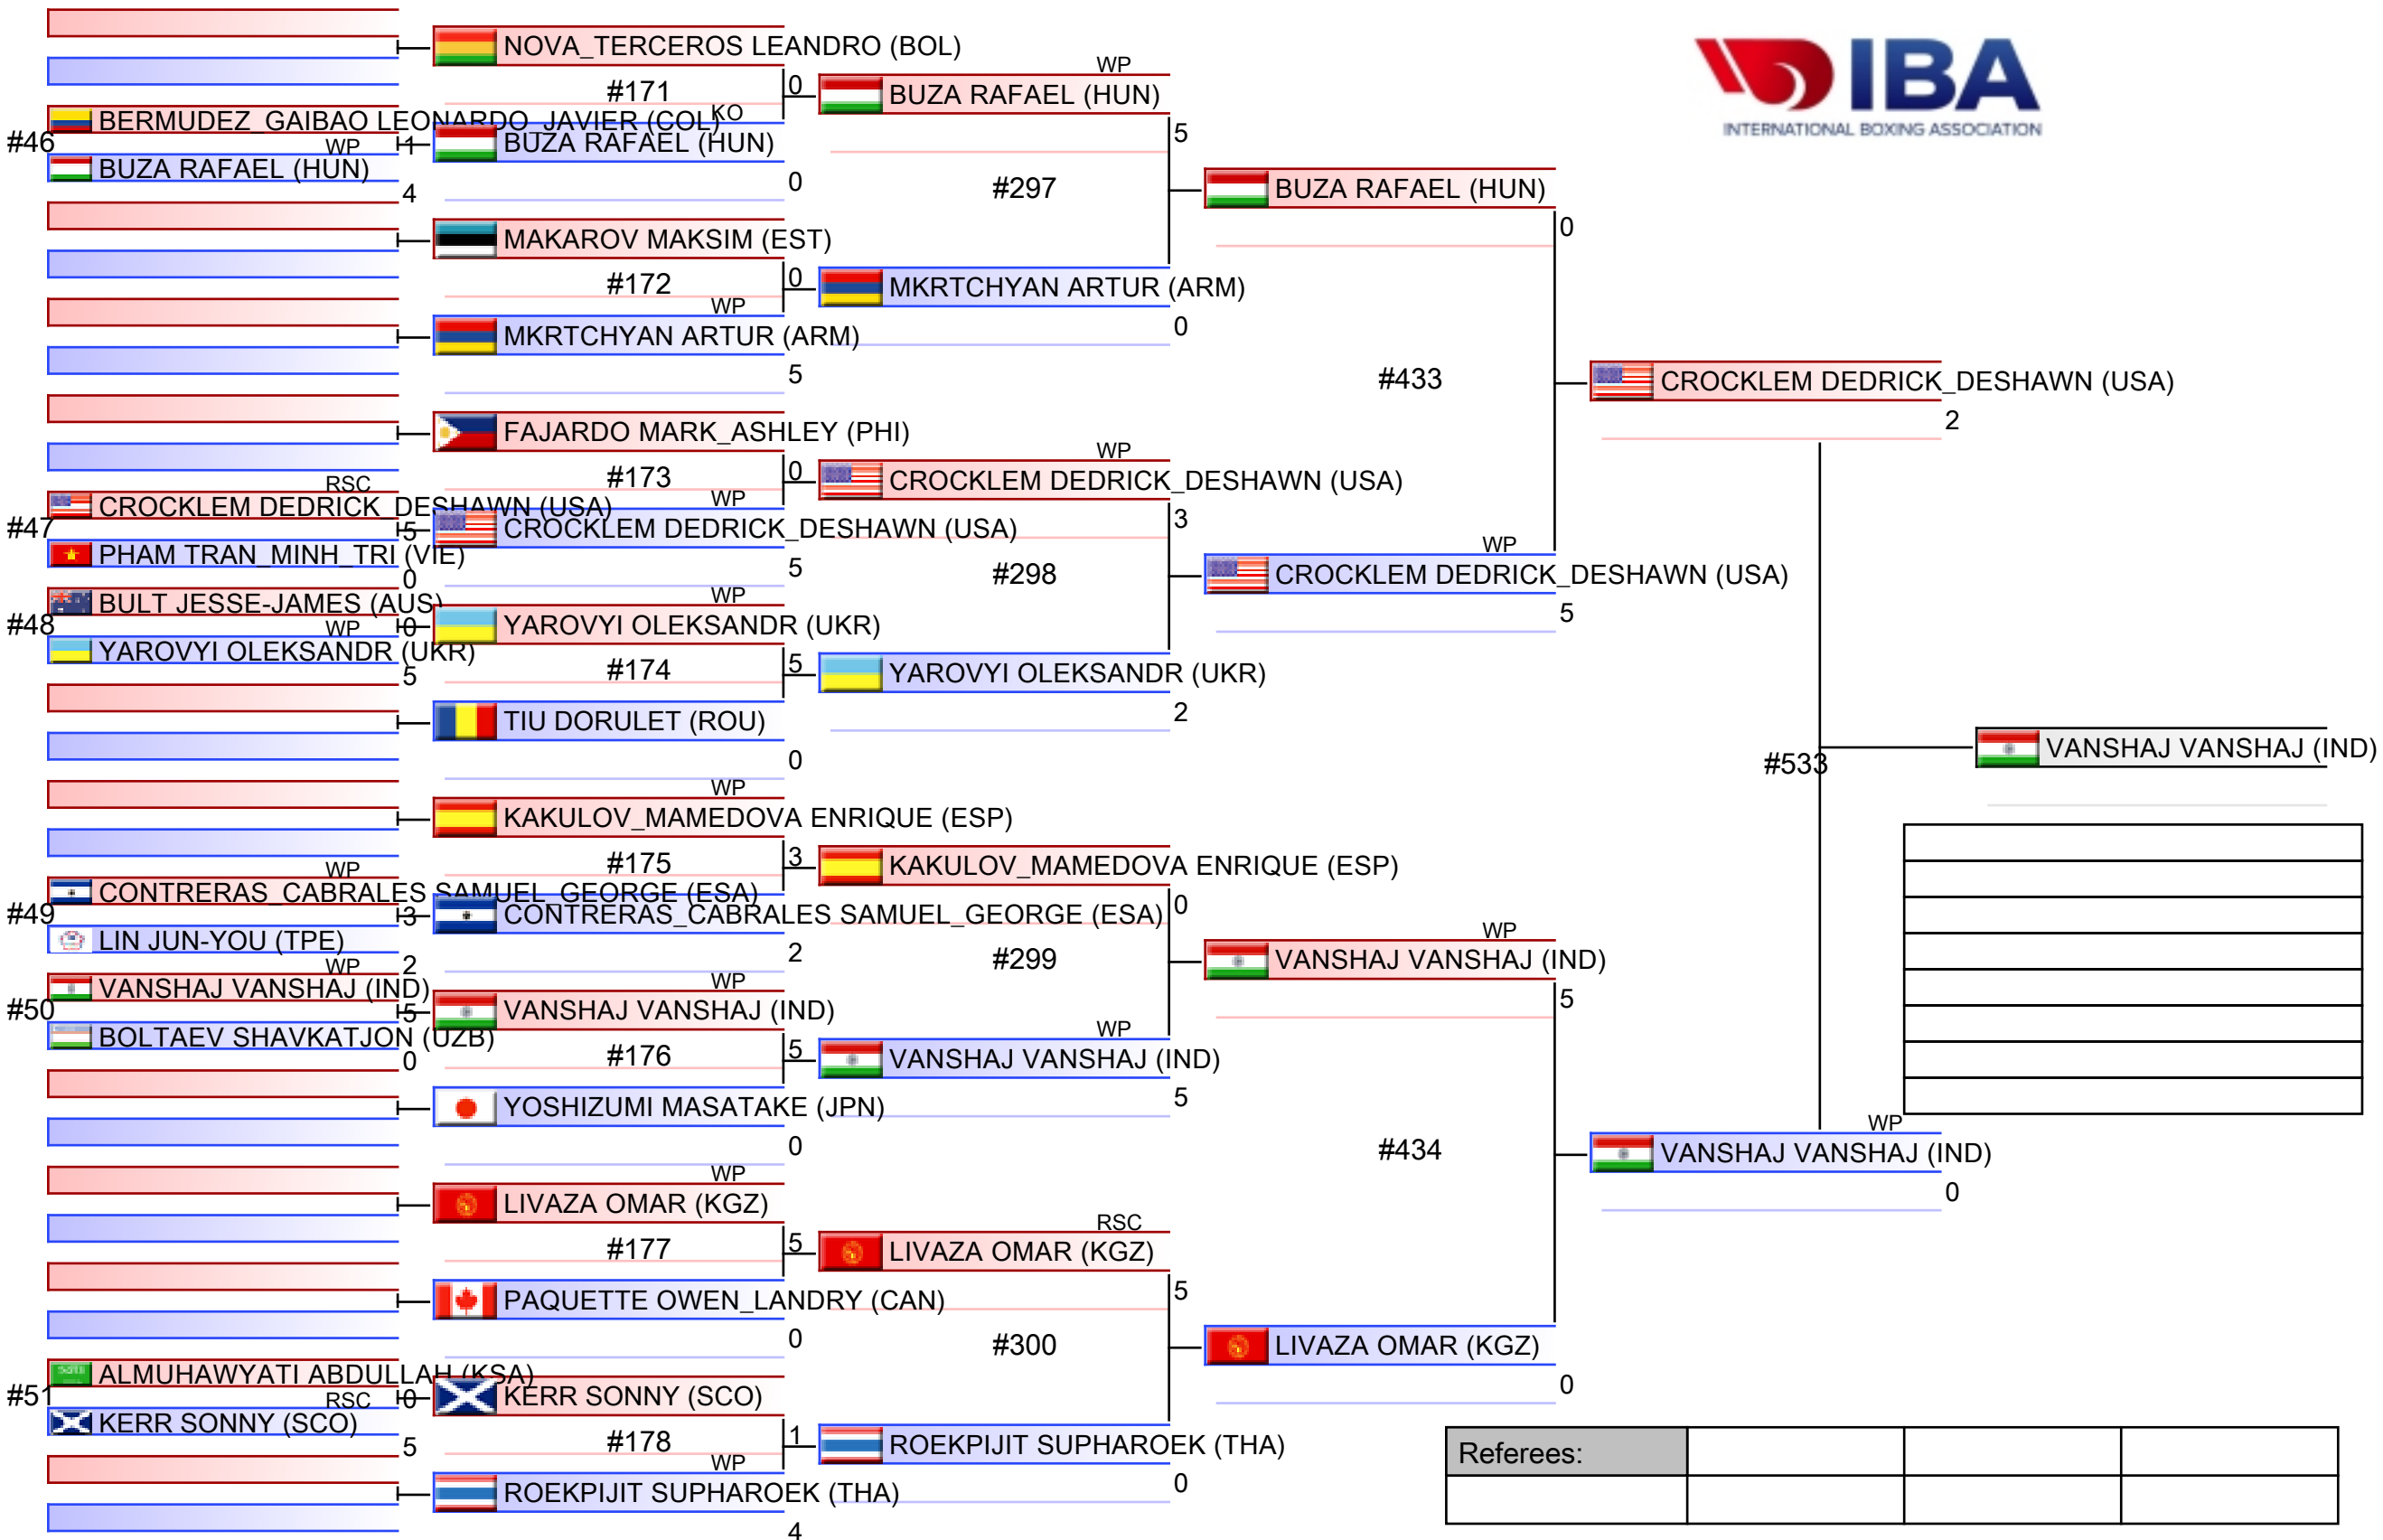 IBA
INTERNATIONAL BOXING ASSOCIATION
NOVA_TERCEROS LEANDRO (BOL)
#171
0
WP
BUZA RAFAEL (HUN)
#46
BERMUDEZ_GAIBAO LEONARDO_JAVIER (COL)
WP
1
BUZA RAFAEL (HUN)
4
KO
BUZA RAFAEL (HUN)
0
5
#297
BUZA RAFAEL (HUN)
0
MAKAROV MAKSIM (EST)
#172
0
WP
MKRTCHYAN ARTUR (ARM)
5
MKRTCHYAN ARTUR (ARM)
0
#433
CROCKLEM DEDRICK_DESHAWN (USA)
2
FAJARDO MARK_ASHLEY (PHI)
#173
0
WP
CROCKLEM DEDRICK_DESHAWN (USA)
3
#47
RSC
CROCKLEM DEDRICK_DESHAWN (USA)
5
PHAM TRAN_MINH_TRI (VIE)
0
WP
CROCKLEM DEDRICK_DESHAWN (USA)
5
#298
WP
CROCKLEM DEDRICK_DESHAWN (USA)
5
#48
BULT JESSE-JAMES (AUS)
WP
0
YAROVYI OLEKSANDR (UKR)
5
WP
YAROVYI OLEKSANDR (UKR)
#174
5
YAROVYI OLEKSANDR (UKR)
2
TIU DORULET (ROU)
0
#533
VANSHAJ VANSHAJ (IND)
WP
KAKULOV_MAMEDOVA ENRIQUE (ESP)
#175
3
KAKULOV_MAMEDOVA ENRIQUE (ESP)
0
#49
WP
CONTRERAS_CABRALES SAMUEL_GEORGE (ESA)
3
LIN JUN-YOU (TPE)
2
CONTRERAS_CABRALES SAMUEL_GEORGE (ESA)
2
#299
WP
VANSHAJ VANSHAJ (IND)
5
#50
WP
VANSHAJ VANSHAJ (IND)
5
BOLTAEV SHAVKATJON (UZB)
0
WP
VANSHAJ VANSHAJ (IND)
#176
5
WP
VANSHAJ VANSHAJ (IND)
5
YOSHIZUMI MASATAKE (JPN)
0
#434
WP
VANSHAJ VANSHAJ (IND)
0
WP
LIVAZA OMAR (KGZ)
#177
5
RSC
LIVAZA OMAR (KGZ)
5
PAQUETTE OWEN_LANDRY (CAN)
0
#300
LIVAZA OMAR (KGZ)
0
#51
ALMUHAWYATI ABDULLAH (KSA)
RSC
0
KERR SONNY (SCO)
5
KERR SONNY (SCO)
#178
1
WP
ROEKPIJIT SUPHAROEK (THA)
4
ROEKPIJIT SUPHAROEK (THA)
0
Referees: